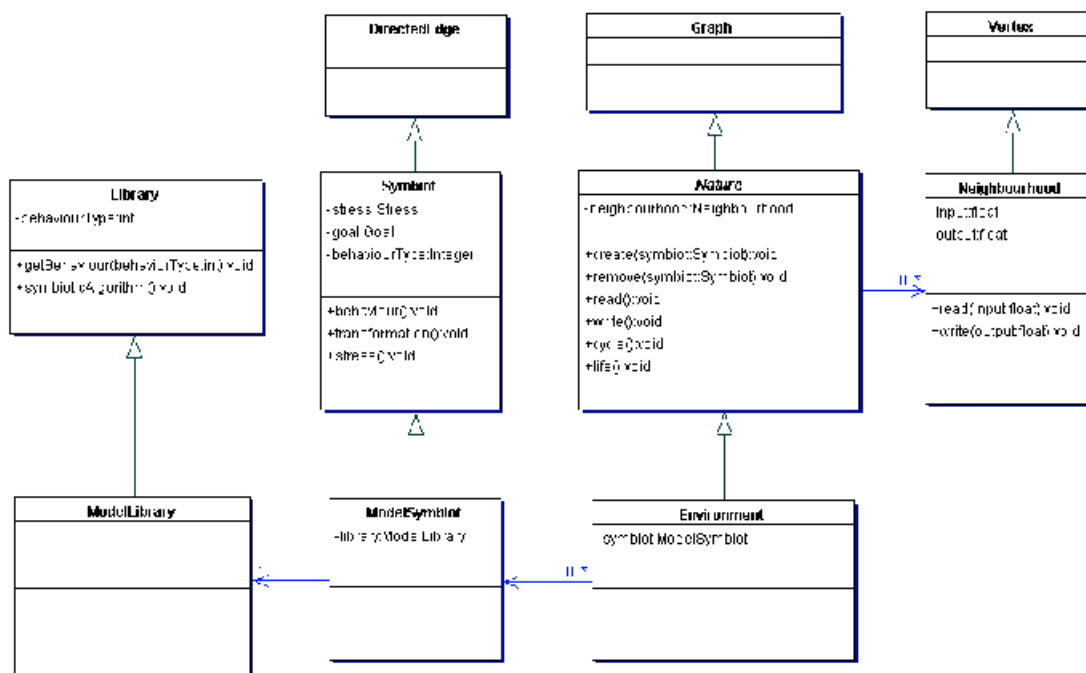 DirectedEdge
Graph
Vertex
Library
-behaviourType:int
+getBehaviour(behaviourType:int):void
+symbioticAlgorithm():void
Symbiot
-stress:Stress
-goal:Goal
-behaviourType:Integer
+behaviour():void
+transformation():void
+stress():void
Nature
-neighbourhood:Neighbourhood
+create(symbiot:Symbiot):void
+remove(symbiot:Symbiot):void
+read():void
+write():void
+cycle():void
+life():void
0..*
Neighbourhood
input:float
output:float
+read(input:float):void
+write(output:float):void
ModelLibrary
ModelSymbiot
-library:ModelLibrary
0..*
Environment
symbiot:ModelSymbiot